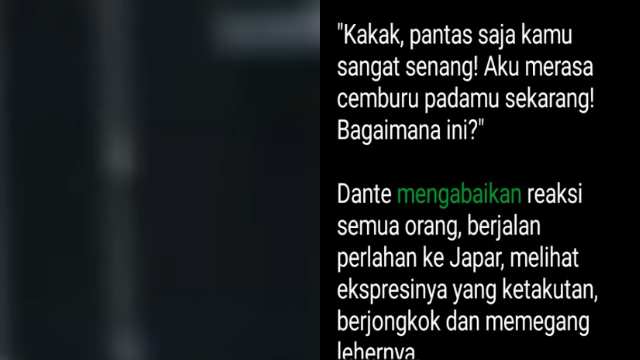 "Kakak, pantas saja kamu
sangat senang! Aku merasa
cemburu padamu sekarang!
Bagaimana ini?"
Dante mengabaikan reaksi
semua orang, berjalan
perlahan ke Japar, melihat
ekspresinya yang ketakutan,
berjongkok dan memegang
lehernya